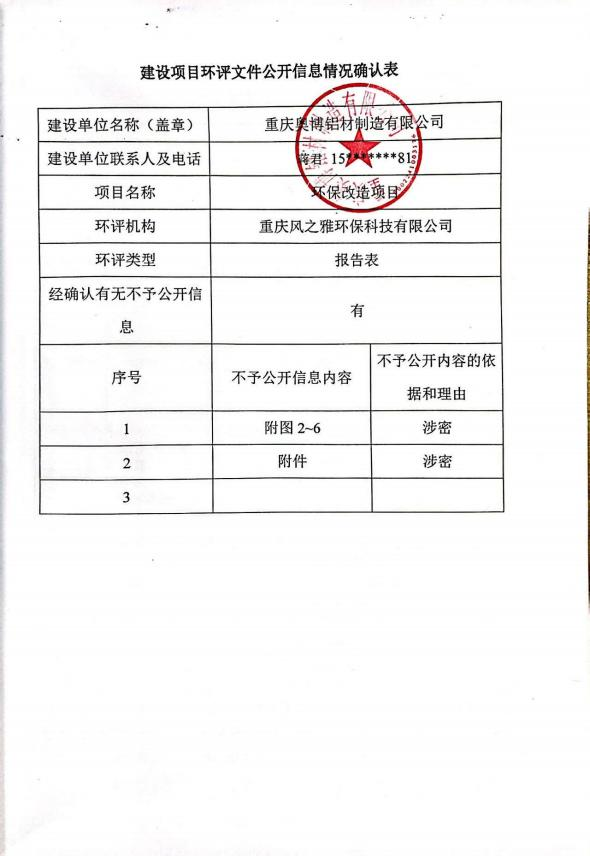 建设项目环评文件公开信息情况确认表
建设单位名称（盖章） 重庆奥博铝材制造有限公司
建设单位联系人及电话 蒋君 15*******81
项目名称 环保改造项目
环评机构 重庆风之雅环保科技有限公司
环评类型 报告表
经确认有无不予公开信
息 有
序号 不予公开信息内容 不予公开内容的依
据和理由
1 附图 2~6 涉密
2 附件 涉密
3